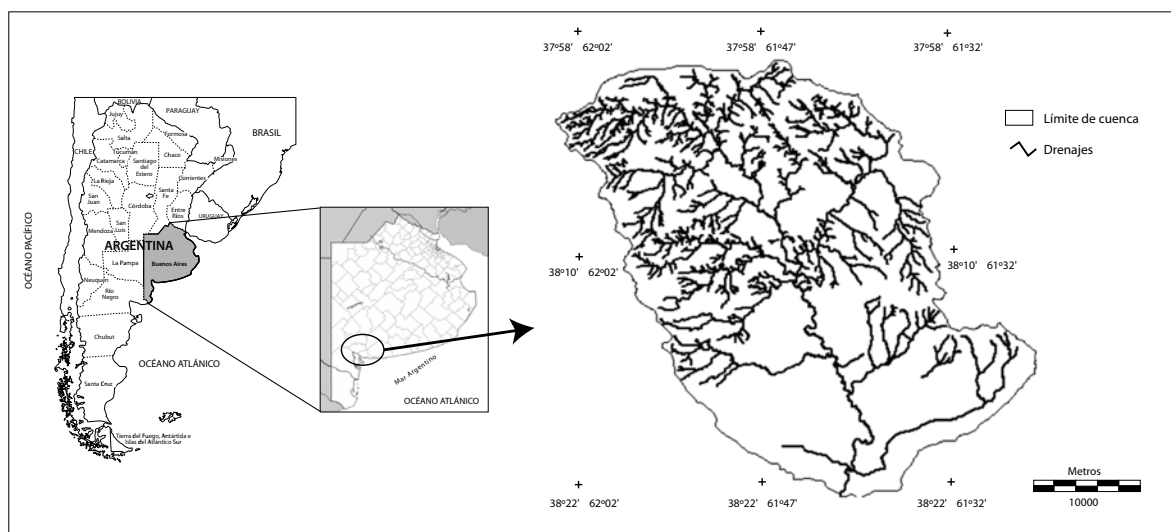 OCÉANO PACÍFICO
BOLIVIA
PARAGUAY
BRASIL
CHILE
URUGUAY
ARGENTINA
Jujuy
Salta
Formosa
Tucumán
Catamarca
Santiago
del
Estero
Chaco
Misiones
Corrientes
La Rioja
Santa
Fe
San
Juan
Córdoba
Entre
Ríos
San
Luis
Mendoza
La Pampa
Buenos Aires
Neuquén
Río
Negro
Chubut
OCÉANO ATLÁNICO
Santa Cruz
Tierra del Fuego, Antártida e
Islas del Atlántico Sur
Mar Argentino
OCÉANO ATLÁNICO
37º58' 62º02'
37º58' 61º47'
37º58' 61º32'
38º10' 62º02'
38º10' 61º32'
38º22' 62º02'
38º22' 61º47'
38º22' 61º32'
Límite de cuenca
Drenajes
Metros
10000